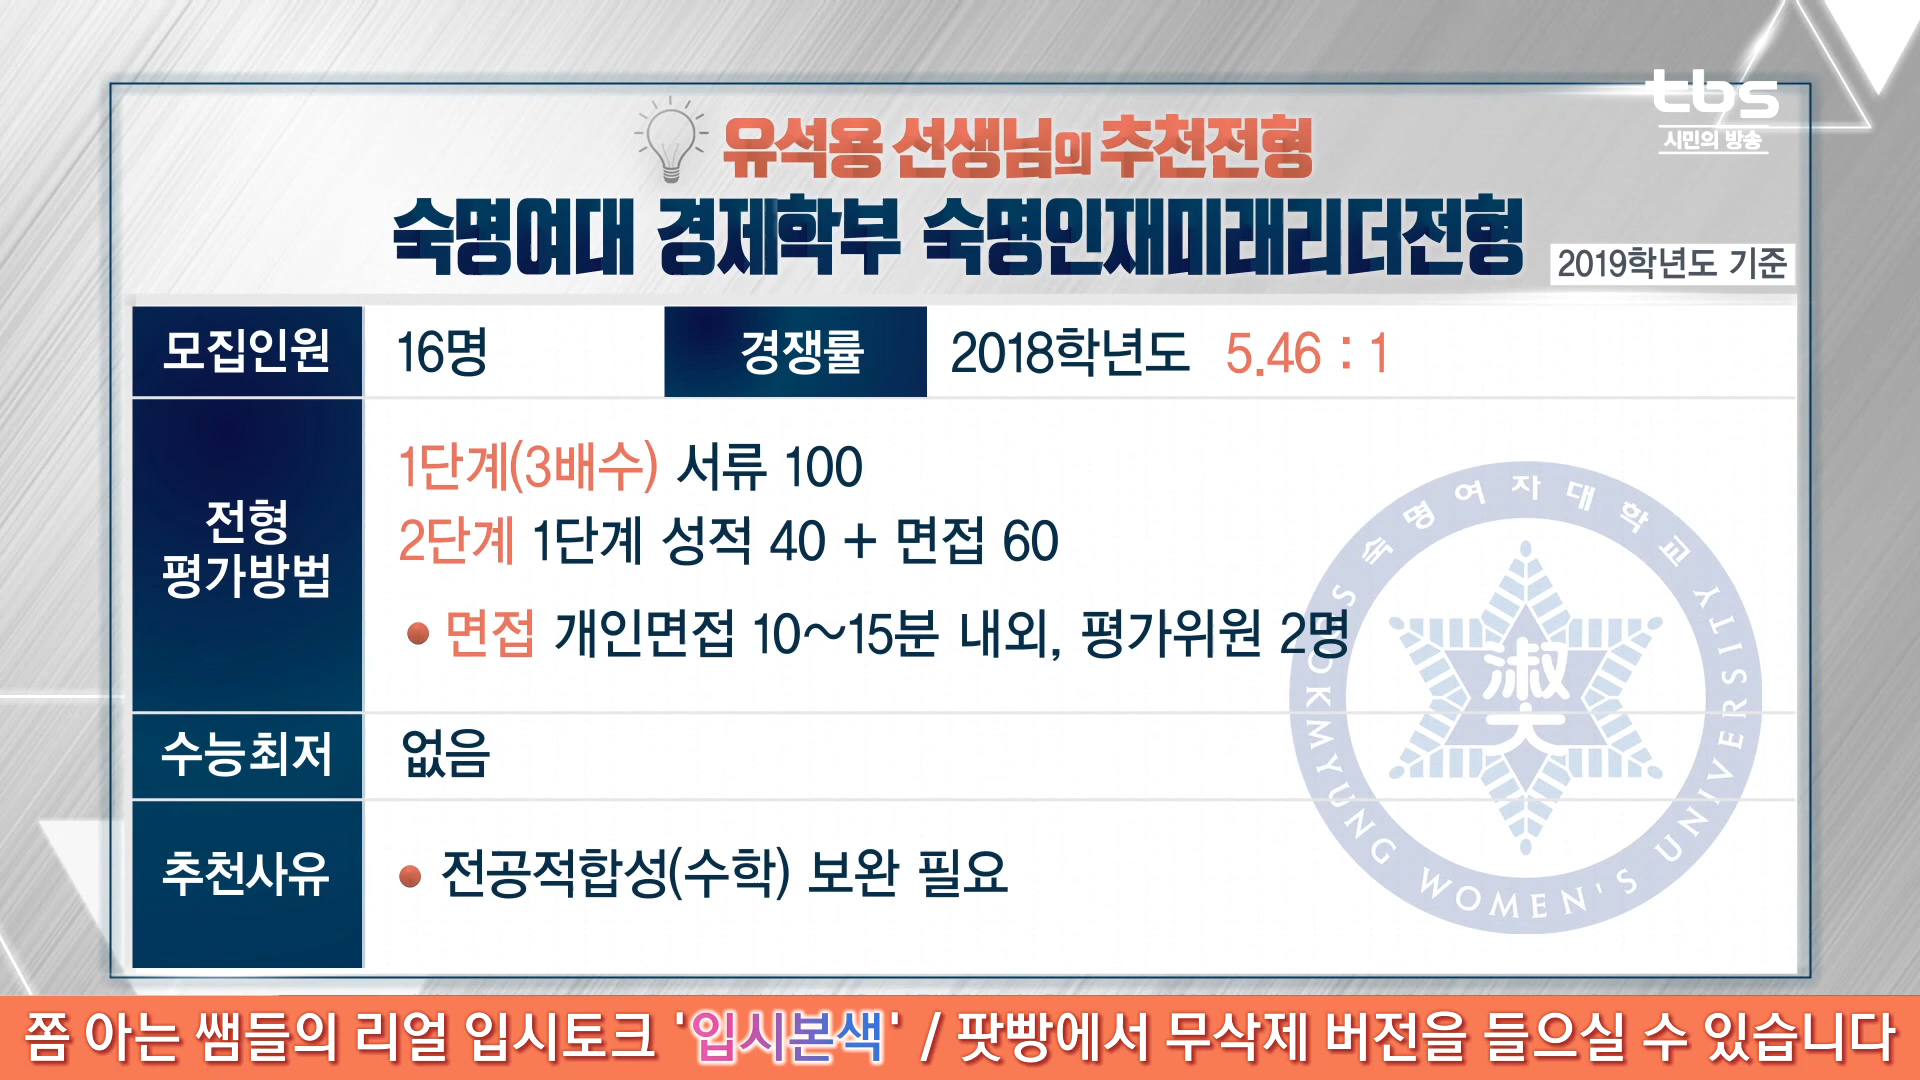 tbs
시민의 방송
유석용 선생님의 추천전형
숙명여대 경제학부 숙명인재미래리더전형
2019학년도 기준
모집인원 16명 경쟁률 2018학년도 5.46 : 1
전형
평가방법
1단계(3배수) 서류 100
2단계 1단계 성적 40 + 면접 60
• 면접 개인면접 10~15분 내외, 평가위원 2명
수능최저 없음
추천사유 • 전공적합성(수학) 보완 필요
숙명여자대학교
SOOKMYUNG WOMEN'S UNIVERSITY
淑大
쫌 아는 쌤들의 리얼 입시토크 '입시본색' / 팟빵에서 무삭제 버전을 들으실 수 있습니다